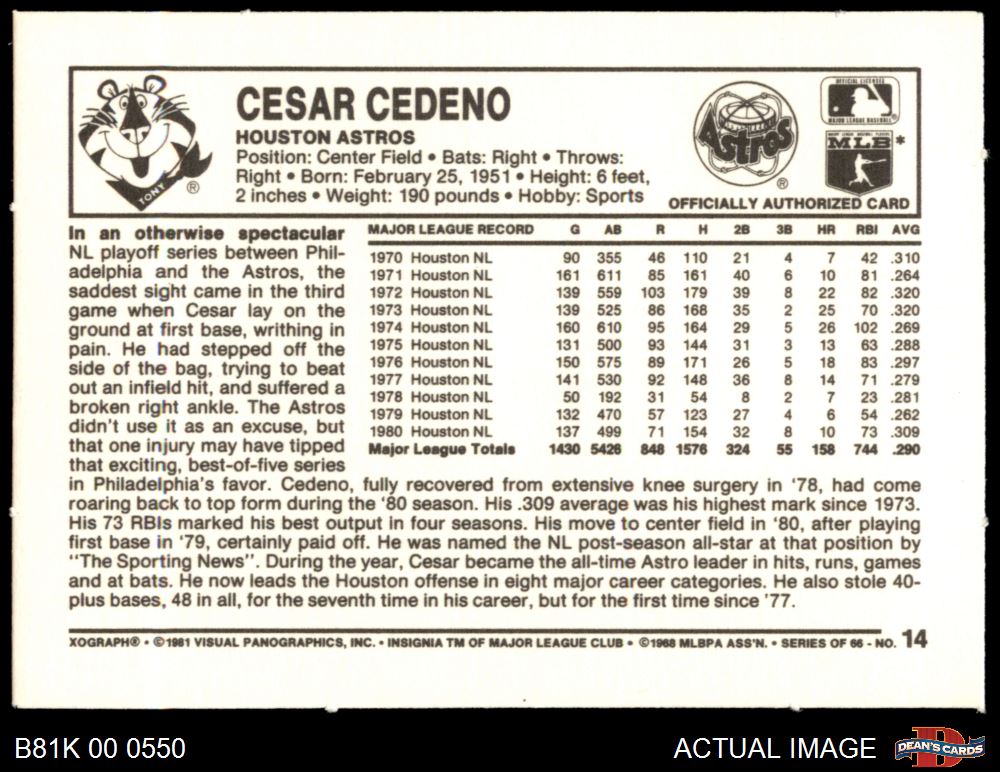 TONY
®
CESAR CEDENO
HOUSTON ASTROS
Position: Center Field • Bats: Right • Throws:
Right • Born: February 25, 1951 • Height: 6 feet,
2 inches • Weight: 190 pounds • Hobby: Sports
Astros
®
OFFICIAL LICENSEE
MAJOR LEAGUE BASEBALL
MAJOR LEAGUE BASEBALL PLAYERS
MLB *
OFFICIALLY AUTHORIZED CARD
In an otherwise spectacular
NL playoff series between Phil-
adelphia and the Astros, the
saddest sight came in the third
game when Cesar lay on the
ground at first base, writhing in
pain. He had stepped off the
side of the bag, trying to beat
out an infield hit, and suffered a
broken right ankle. The Astros
didn't use it as an excuse, but
that one injury may have tipped
that exciting, best-of-five series
MAJOR LEAGUE RECORD G AB R H 2B 3B HR RBI AVG
1970 Houston NL 90 355 46 110 21 4 7 42 .310
1971 Houston NL 161 611 85 161 40 6 10 81 .264
1972 Houston NL 139 559 103 179 39 8 22 82 .320
1973 Houston NL 139 525 86 168 35 2 25 70 .320
1974 Houston NL 160 610 95 164 29 5 26 102 .269
1975 Houston NL 131 500 93 144 31 3 13 63 .288
1976 Houston NL 150 575 89 171 26 5 18 83 .297
1977 Houston NL 141 530 92 148 36 8 14 71 .279
1978 Houston NL 50 192 31 54 8 2 7 23 .281
1979 Houston NL 132 470 57 123 27 4 6 54 .262
1980 Houston NL 137 499 71 154 32 8 10 73 .309
Major League Totals 1430 5426 848 1576 324 55 158 744 .290
in Philadelphia's favor. Cedeno, fully recovered from extensive knee surgery in '78, had come
roaring back to top form during the '80 season. His .309 average was his highest mark since 1973.
His 73 RBIs marked his best output in four seasons. His move to center field in '80, after playing
first base in '79, certainly paid off. He was named the NL post-season all-star at that position by
"The Sporting News". During the year, Cesar became the all-time Astro leader in hits, runs, games
and at bats. He now leads the Houston offense in eight major career categories. He also stole 40-
plus bases, 48 in all, for the seventh time in his career, but for the first time since '77.
XOGRAPH® • ©1981 VISUAL PANOGRAPHICS, INC. • INSIGNIA TM OF MAJOR LEAGUE CLUB • ©1968 MLBPA ASS'N. • SERIES OF 66 - NO. 14
B81K 00 0550
ACTUAL IMAGE
D
DEAN'S CARDS